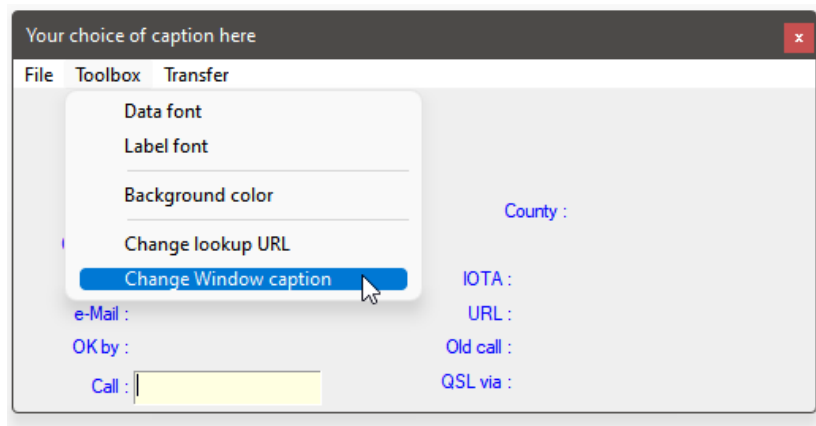 Your choice of caption here
x
File Toolbox Transfer
Data font
Label font
Background color
County :
Change lookup URL
Change Window caption
IOTA :
e-Mail :
URL :
OK by :
Old call :
Call :
QSL via :